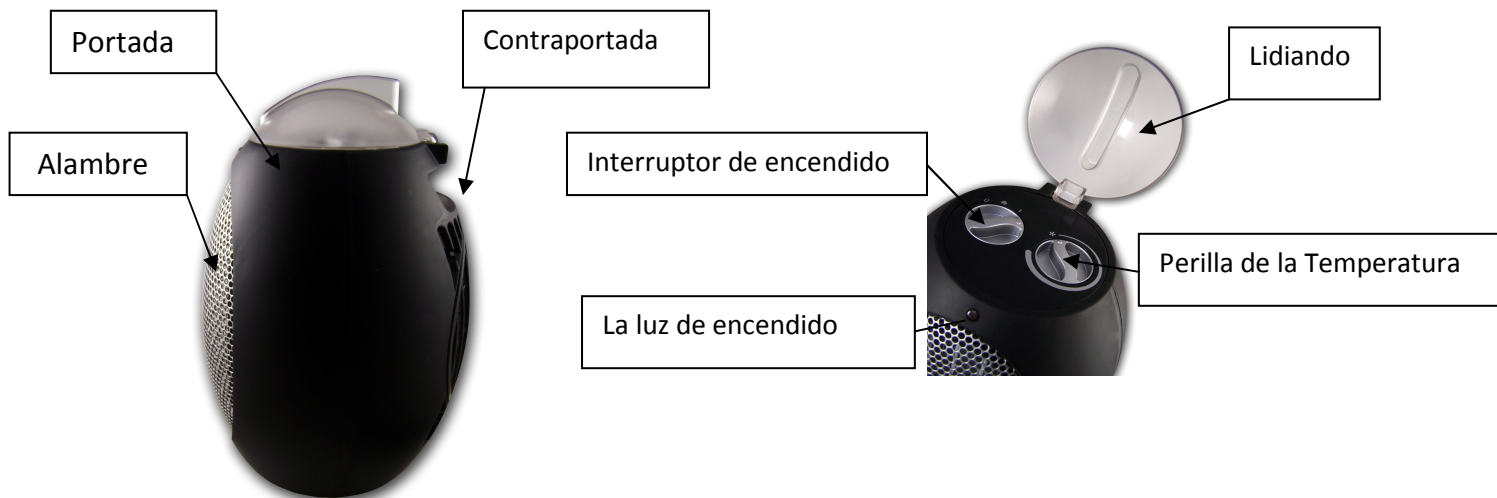 Portada
Contraportada
Alambre
Lidiando
Interruptor de encendido
Perilla de la Temperatura
La luz de encendido